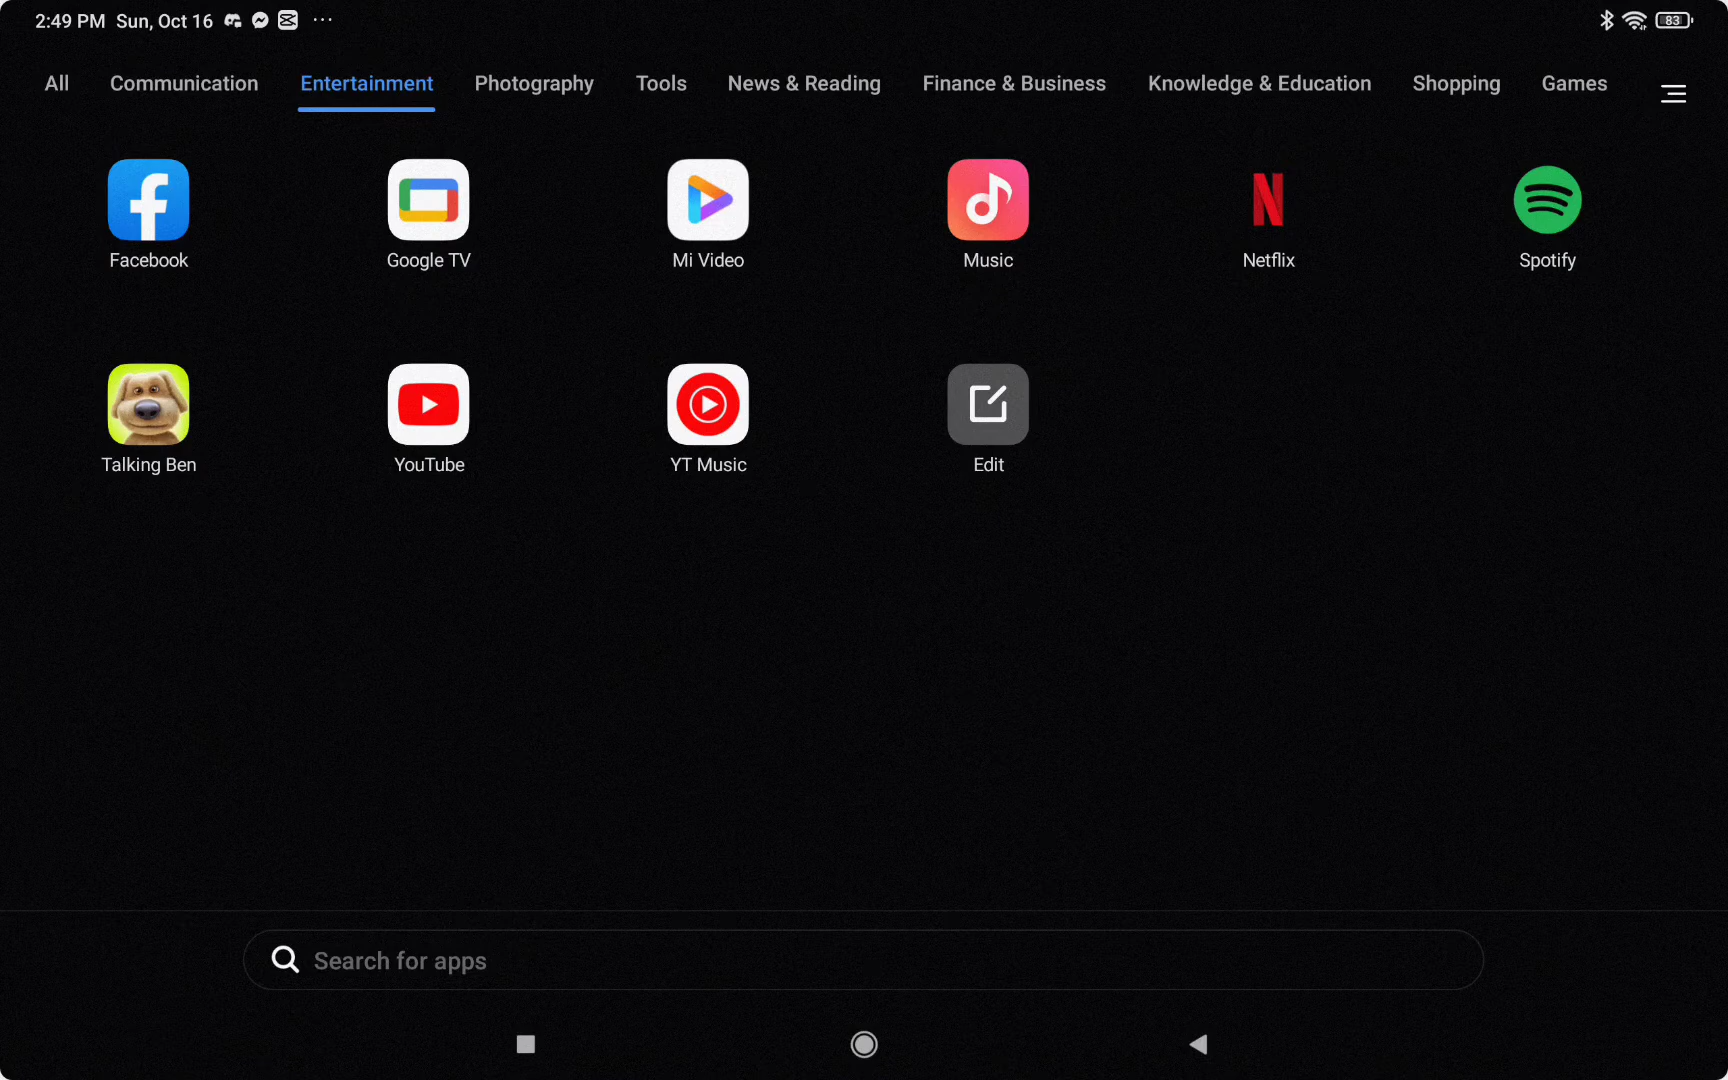 2:49 PM Sun, Oct 16 83
All Communication Entertainment Photography Tools News & Reading Finance & Business Knowledge & Education Shopping Games
Facebook Google TV Mi Video Music Netflix Spotify
Talking Ben YouTube YT Music Edit
Search for apps